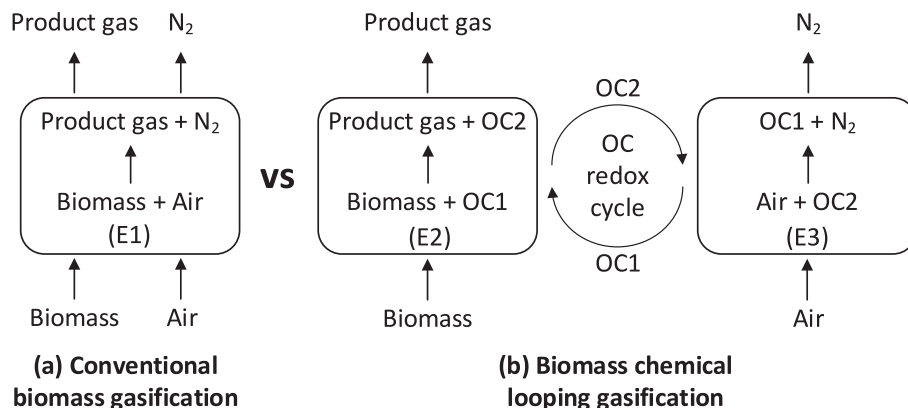 Product gas N₂
Product gas + N₂
Biomass + Air
(E1)
Biomass Air
(a) Conventional
biomass gasification
vs
Product gas
Product gas + OC2
Biomass + OC1
(E2)
Biomass
OC2
OC
redox
cycle
OC1
N₂
OC1 + N₂
Air + OC2
(E3)
Air
(b) Biomass chemical
looping gasification